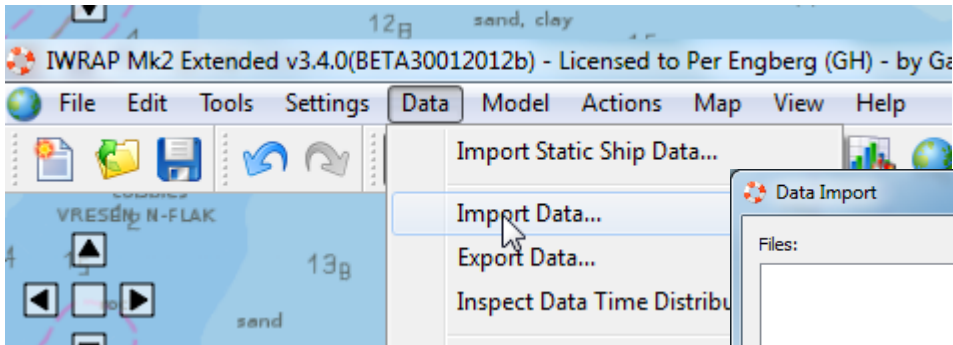 12B
sand, clay
IWRAP Mk2 Extended v3.4.0(BETA30012012b) - Licensed to Per Engberg (GH) - by Ga
File Edit Tools Settings Data Model Actions Map View Help
Import Static Ship Data...
Data Import
VRESEN N-FLAK
Import Data...
Files:
13B
Export Data...
Inspect Data Time Distribu
sand